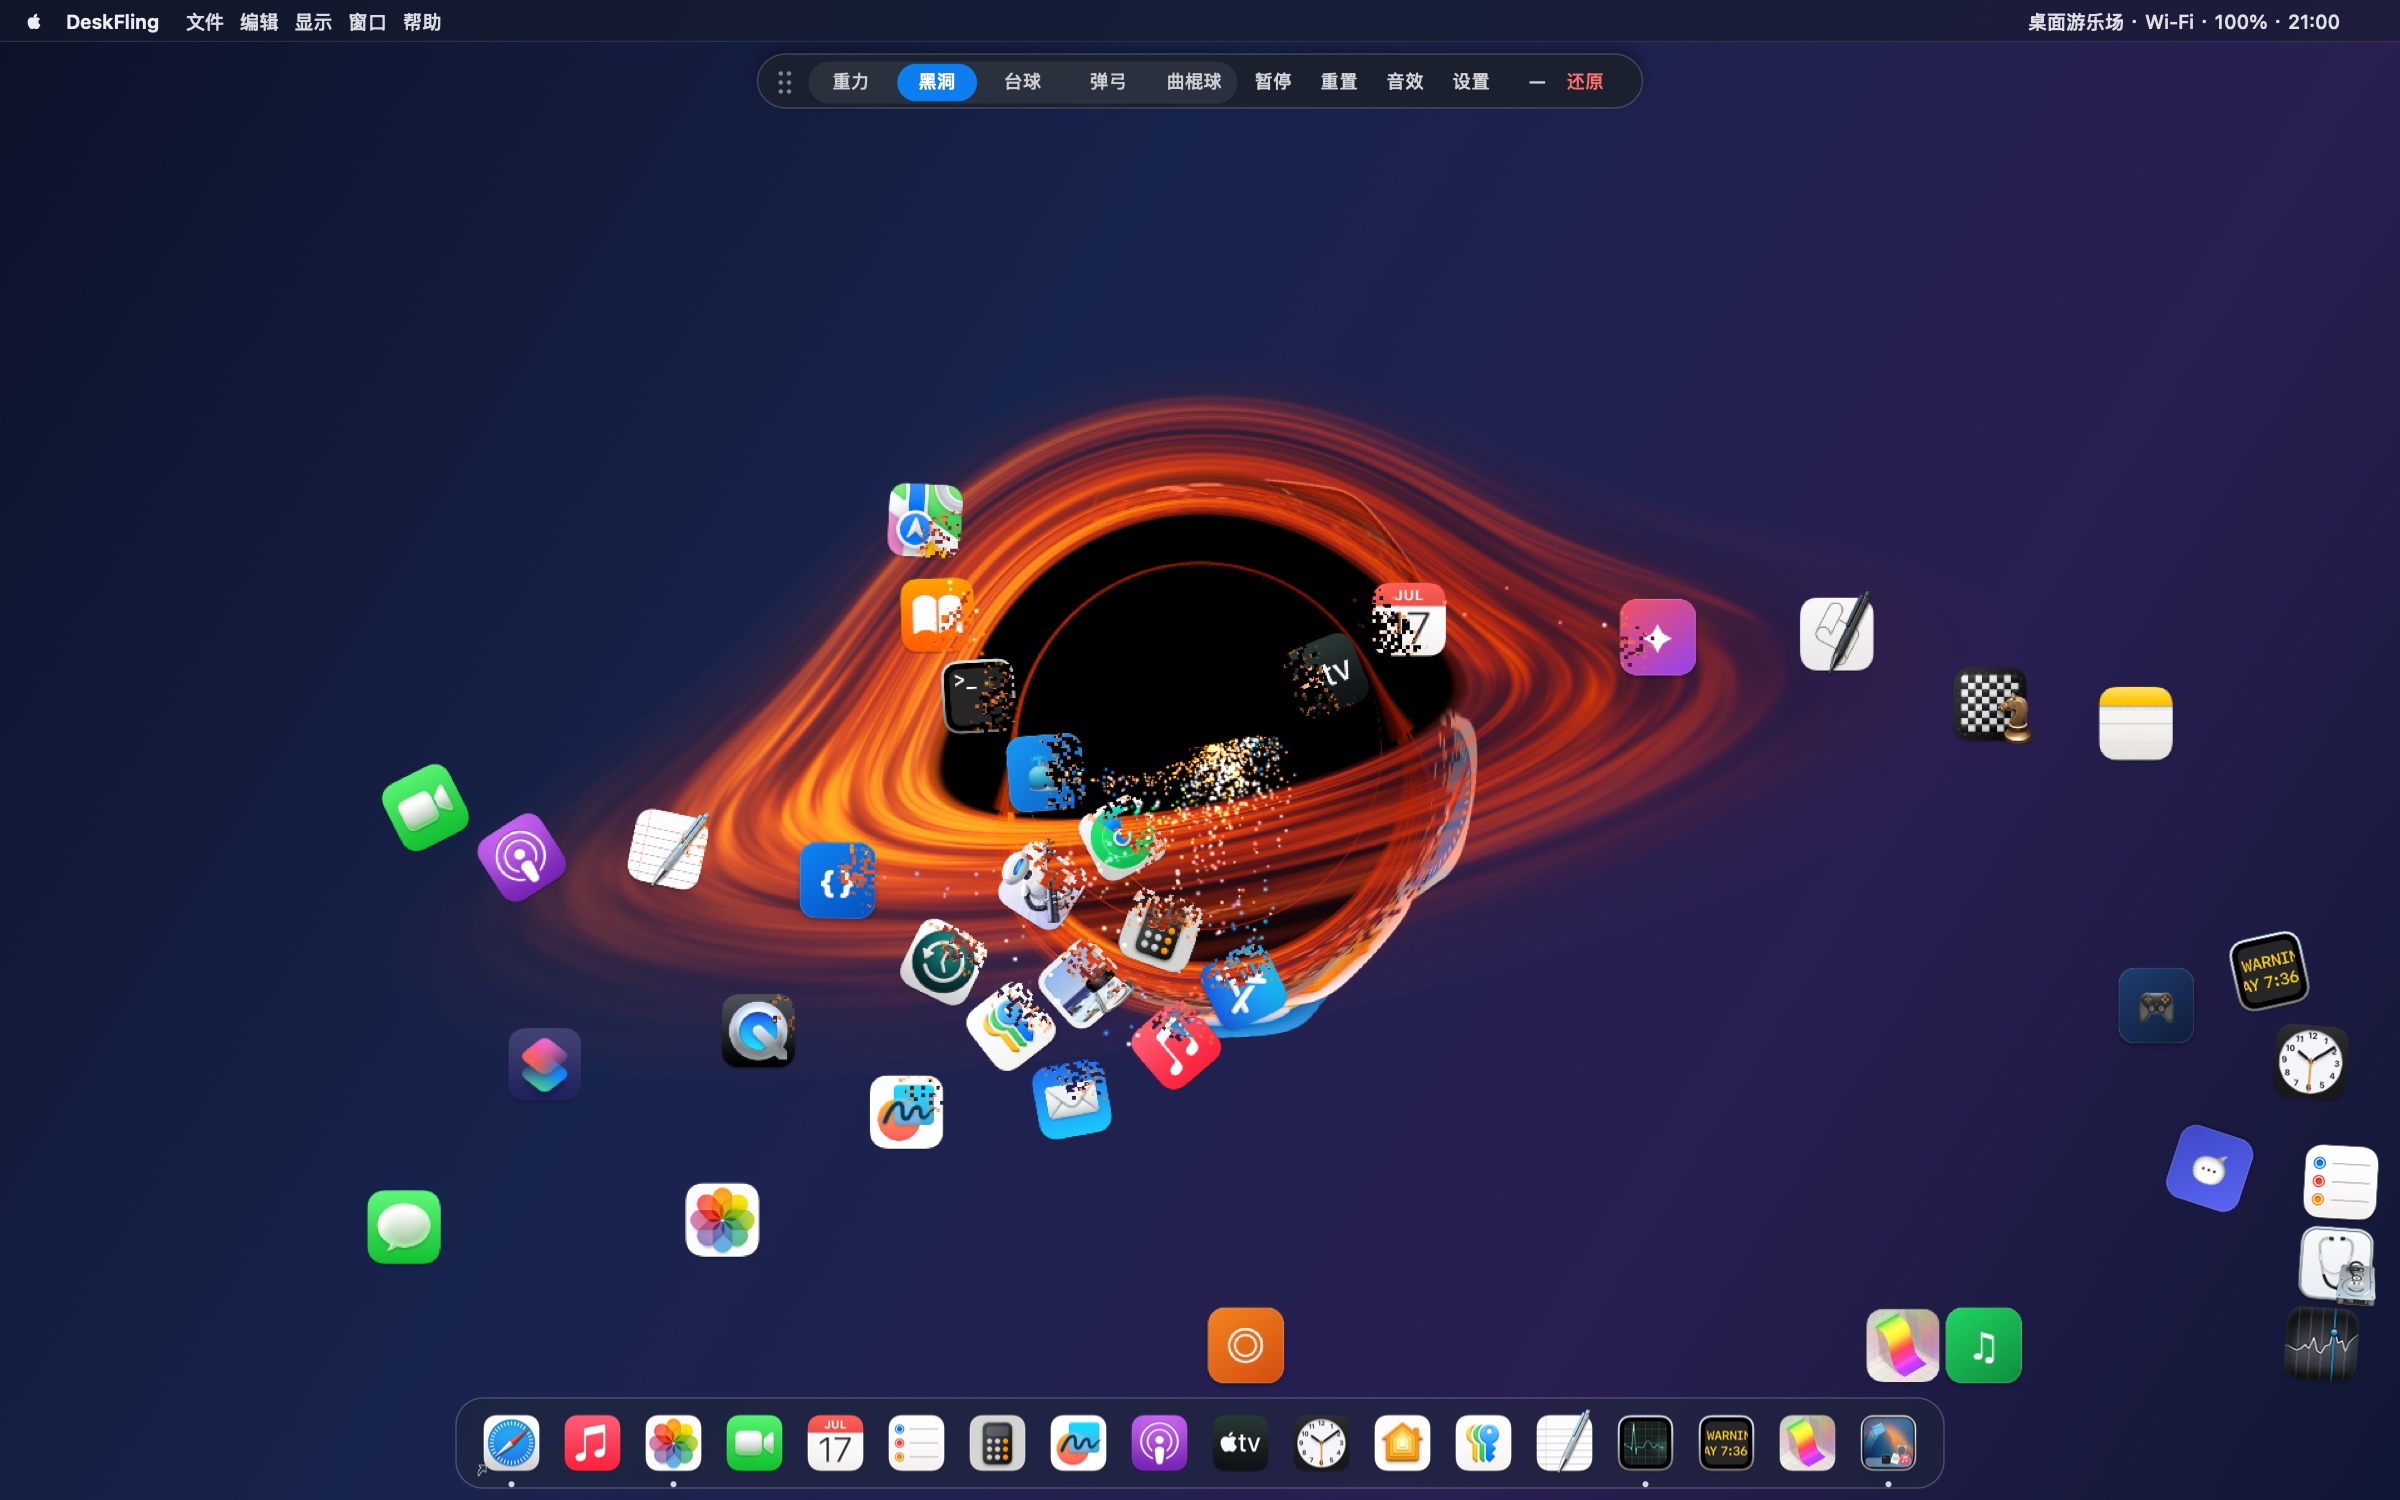 DeskFling 文件 编辑 显示 窗口 帮助 桌面游乐场 · Wi-Fi · 100% · 21:00
重力 黑洞 台球 弹弓 曲棍球 暂停 重置 音效 设置 — 还原
JUL
17
tv
>_
{}
WARNIN
AY 7:36
JUL
17
tv
WARNIN
AY 7:36